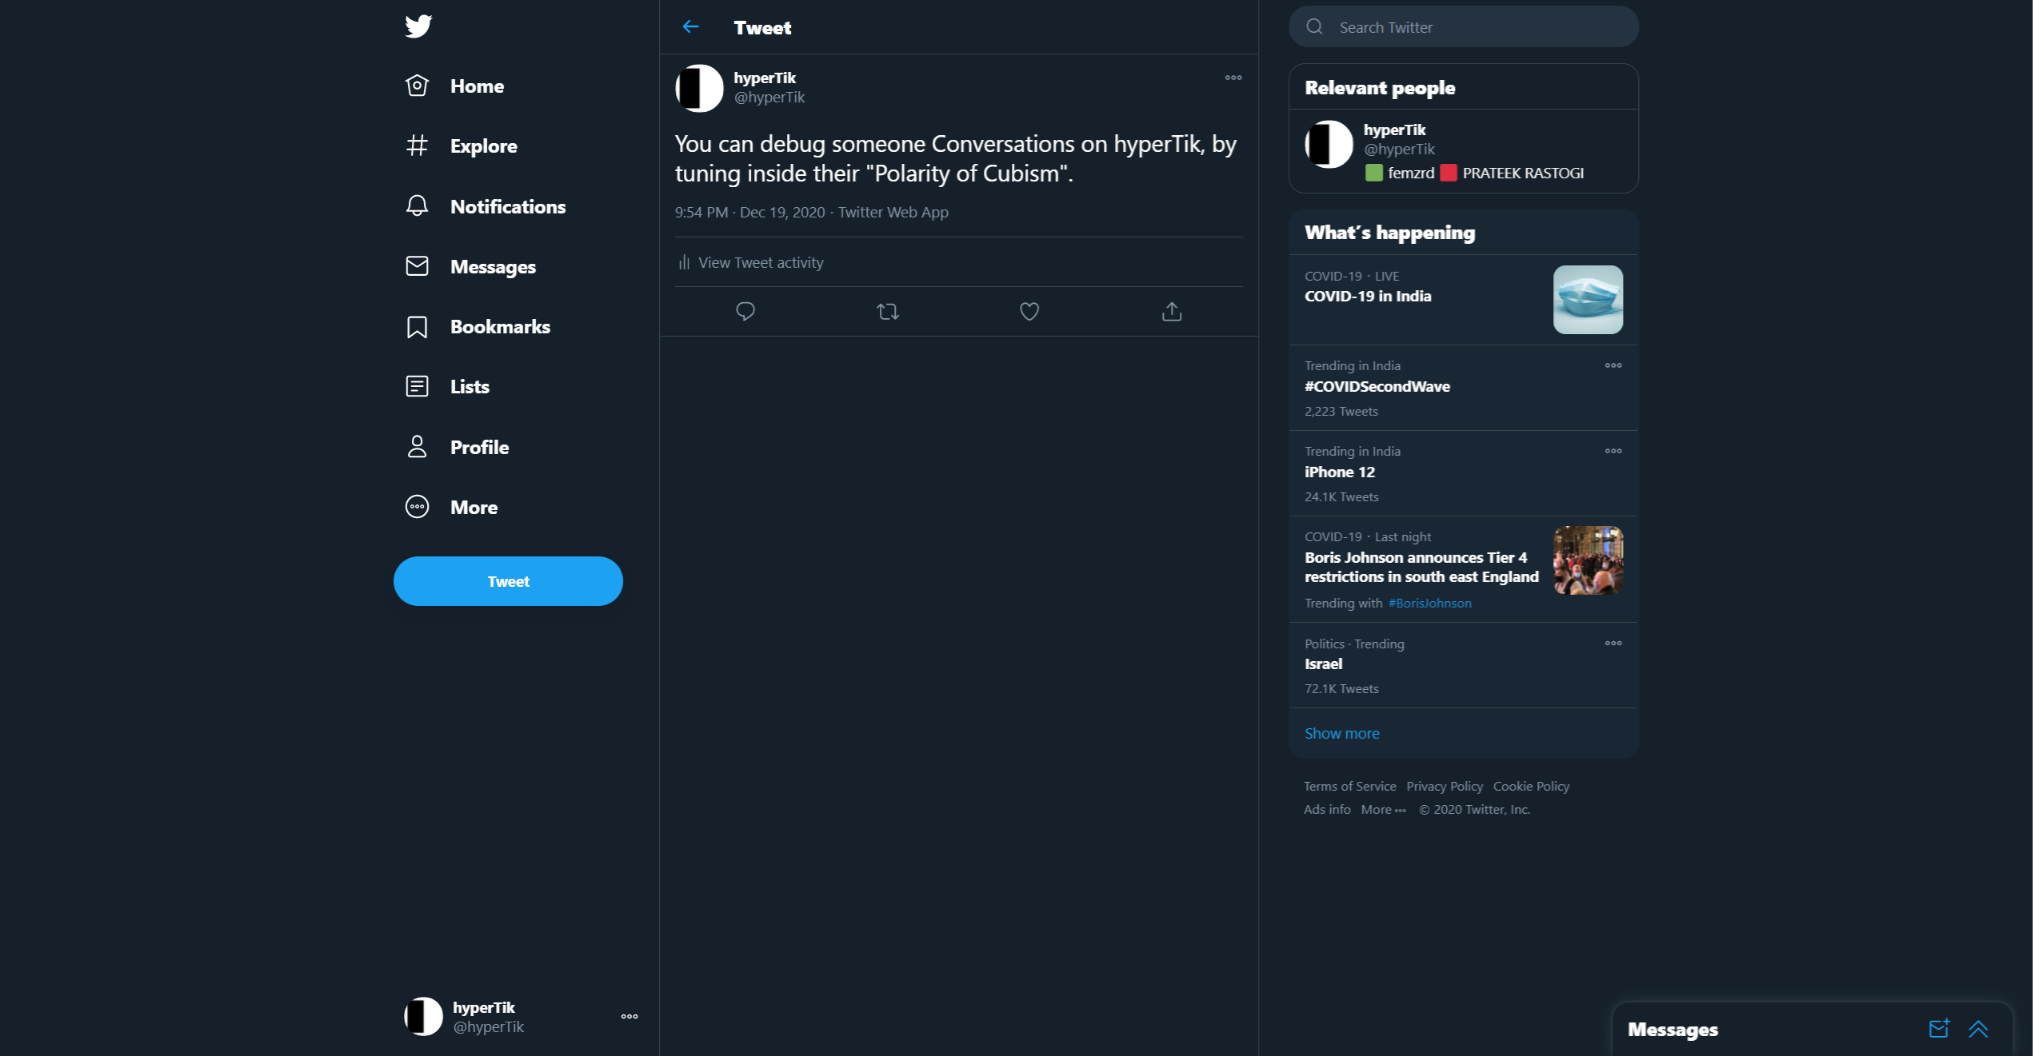 Home
Explore
Notifications
Messages
Bookmarks
Lists
Profile
More
Tweet
hyperTik
@hyperTik
Tweet
hyperTik
@hyperTik
You can debug someone Conversations on hyperTik, by
tuning inside their "Polarity of Cubism".
9:54 PM · Dec 19, 2020 · Twitter Web App
View Tweet activity
Search Twitter
Relevant people
hyperTik
@hyperTik
femzrd PRATEEK RASTOGI
What's happening
COVID-19 · LIVE
COVID-19 in India
Trending in India
#COVIDSecondWave
2,223 Tweets
Trending in India
iPhone 12
24.1K Tweets
COVID-19 · Last night
Boris Johnson announces Tier 4
restrictions in south east England
Trending with #BorisJohnson
Politics · Trending
Israel
72.1K Tweets
Show more
Terms of Service Privacy Policy Cookie Policy
Ads info More ••• © 2020 Twitter, Inc.
Messages